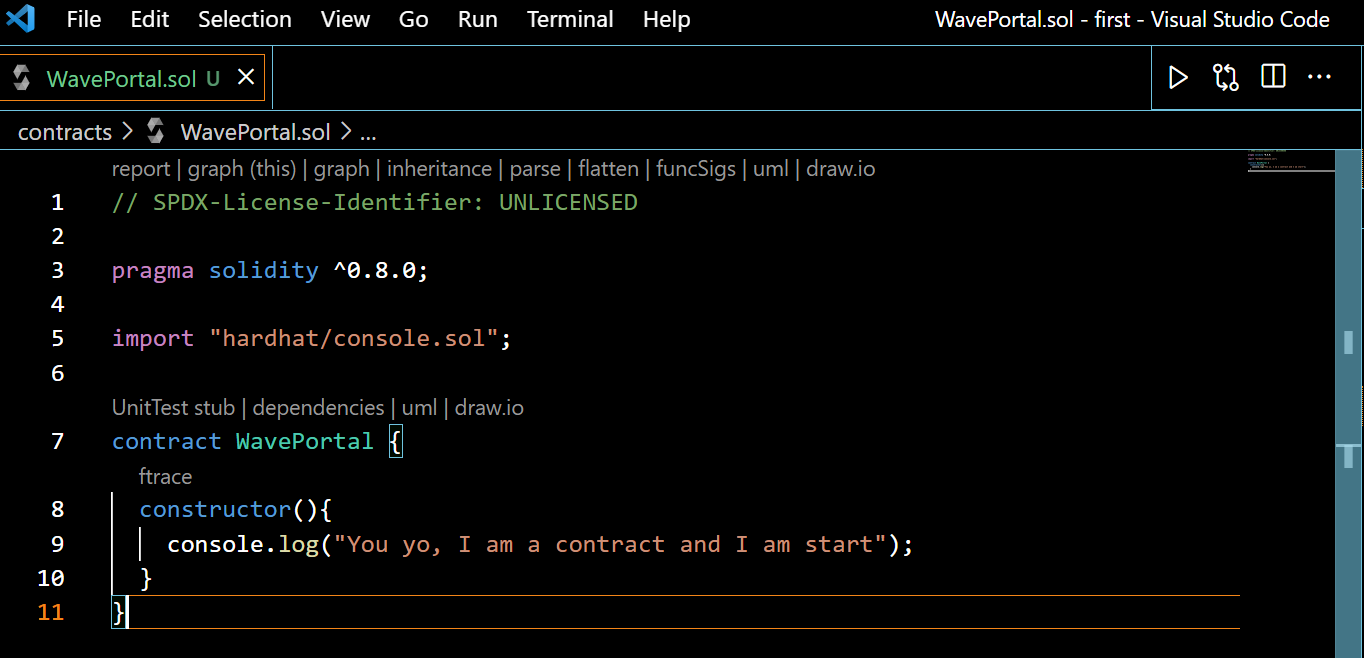 File Edit Selection View Go Run Terminal Help WavePortal.sol - first - Visual Studio Code
WavePortal.sol U
contracts > WavePortal.sol > ...
report | graph (this) | graph | inheritance | parse | flatten | funcSigs | uml | draw.io
1 // SPDX-License-Identifier: UNLICENSED
2
3 pragma solidity ^0.8.0;
4
5 import "hardhat/console.sol";
6
UnitTest stub | dependencies | uml | draw.io
7 contract WavePortal {
ftrace
8 constructor(){
9 console.log("You yo, I am a contract and I am start");
10 }
11 }